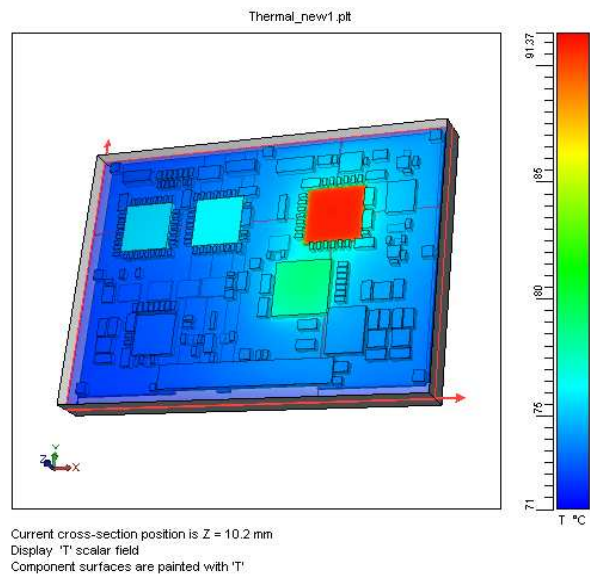 Thermal_new1.plt
91.37
85
80
75
71
T °C
Y
Z
X
Current cross-section position is Z = 10.2 mm
Display 'T' scalar field
Component surfaces are painted with 'T'